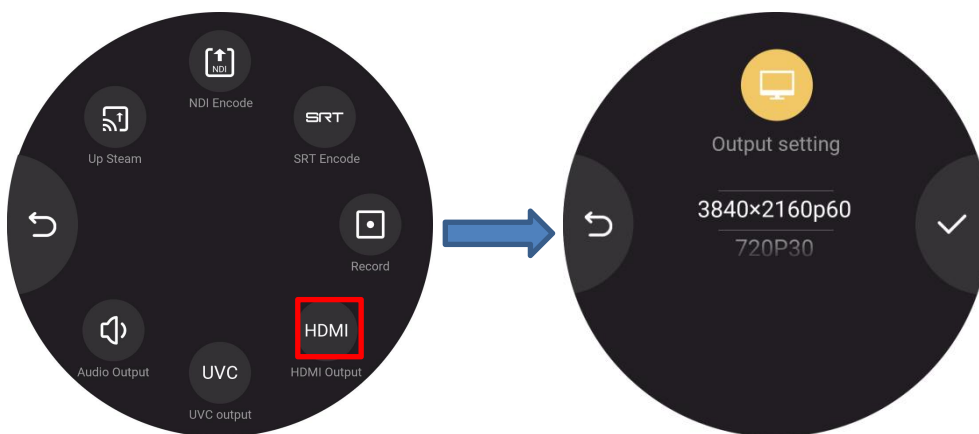 NDI
NDI Encode
SRT
SRT Encode
Up Steam
Record
HDMI
HDMI Output
Audio Output
UVC
UVC output
Output setting
3840×2160p60
720P30